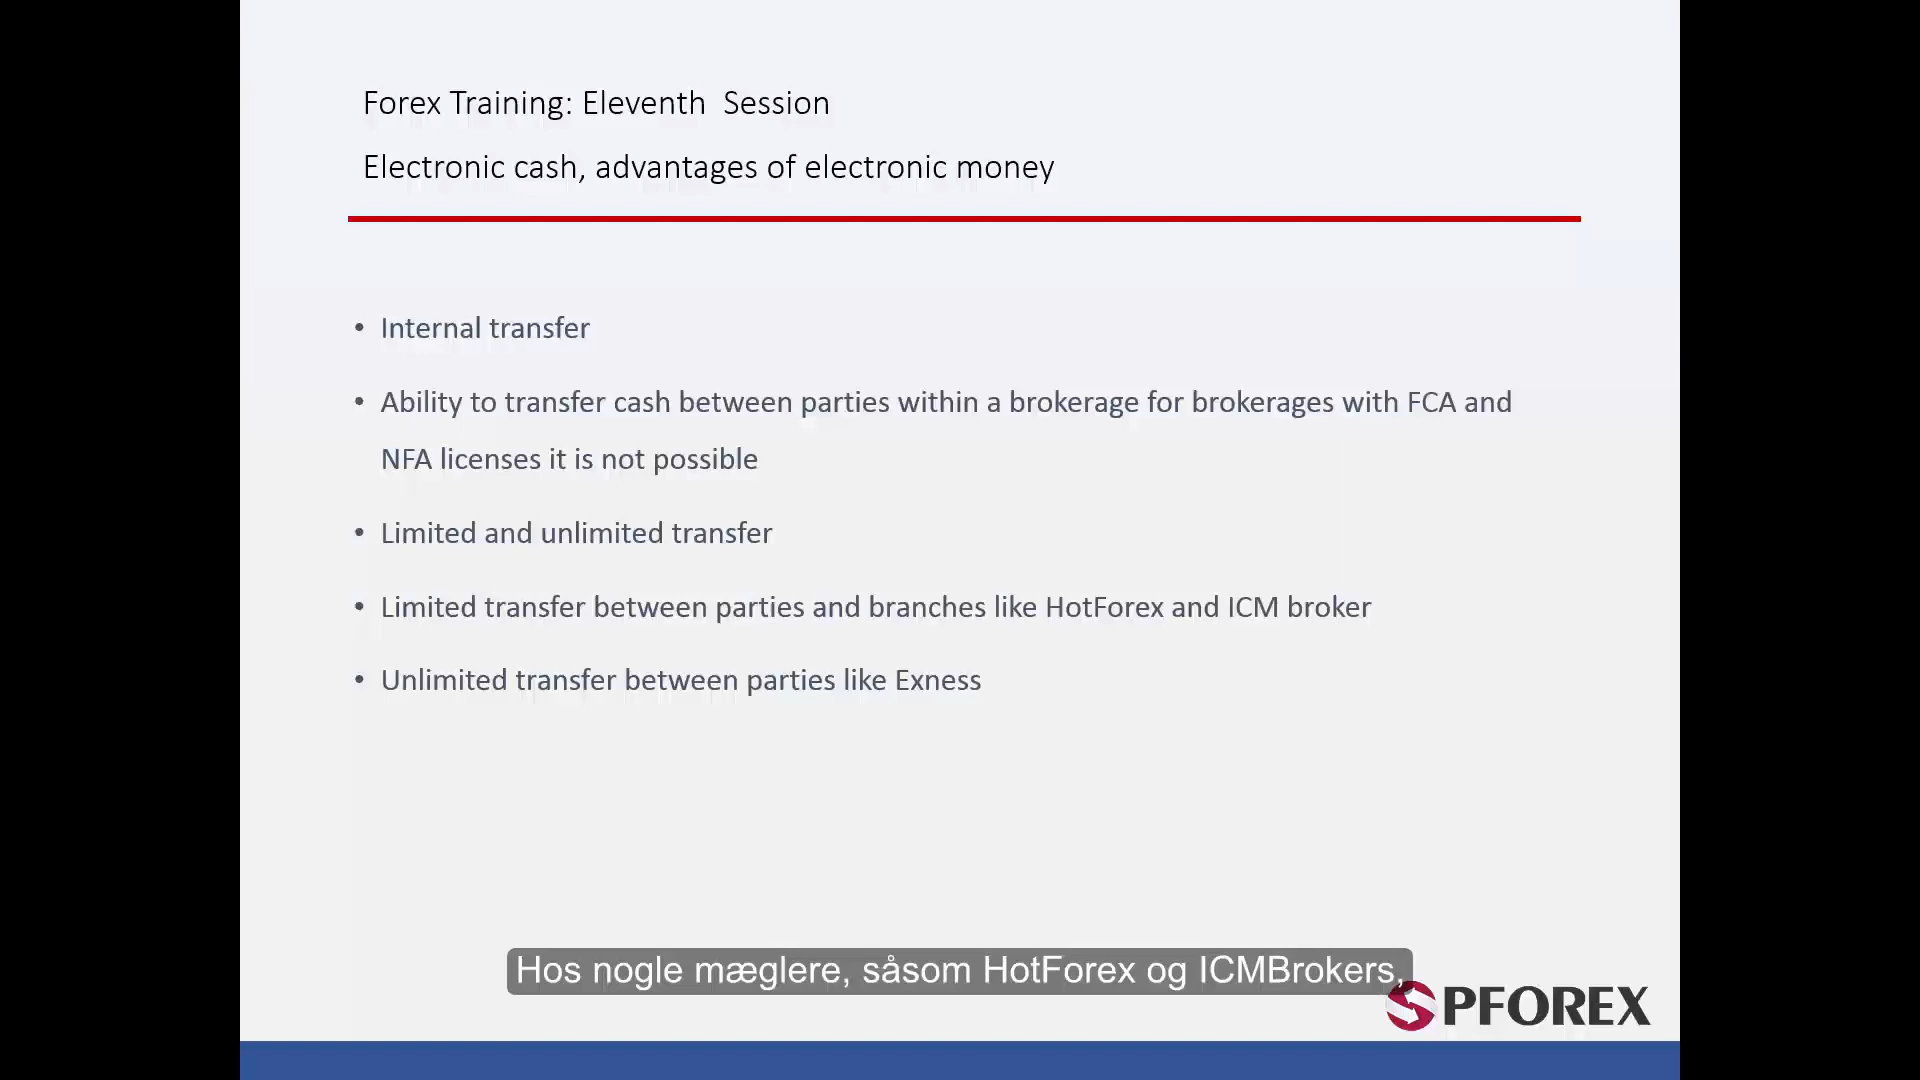 Forex Training: Eleventh Session
Electronic cash, advantages of electronic money
• Internal transfer
• Ability to transfer cash between parties within a brokerage for brokerages with FCA and
NFA licenses it is not possible
• Limited and unlimited transfer
• Limited transfer between parties and branches like HotForex and ICM broker
• Unlimited transfer between parties like Exness
Hos nogle mæglere, såsom HotForex og ICMBrokers,
PFOREX